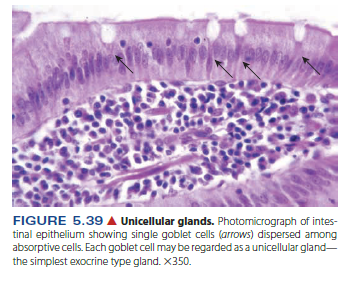 FIGURE 5.39 ▲ Unicellular glands. Photomicrograph of intes-
tinal epithelium showing single goblet cells (arrows) dispersed among
absorptive cells. Each goblet cell may be regarded as a unicellular gland—
the simplest exocrine type gland. ×350.